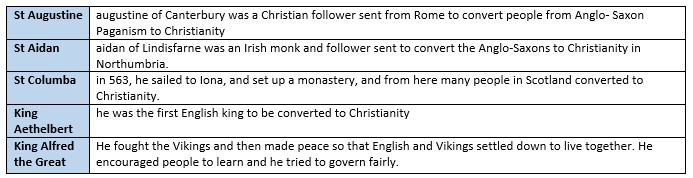 St Augustine augustine of Canterbury was a Christian follower sent from Rome to convert people from Anglo- Saxon
Paganism to Christianity
St Aidan aidan of Lindisfarne was an Irish monk and follower sent to convert the Anglo-Saxons to Christianity in
Northumbria.
St Columba in 563, he sailed to Iona, and set up a monastery, and from here many people in Scotland converted to
Christianity.
King he was the first English king to be converted to Christianity
Aethelbert
King Alfred He fought the Vikings and then made peace so that English and Vikings settled down to live together. He
the Great encouraged people to learn and he tried to govern fairly.